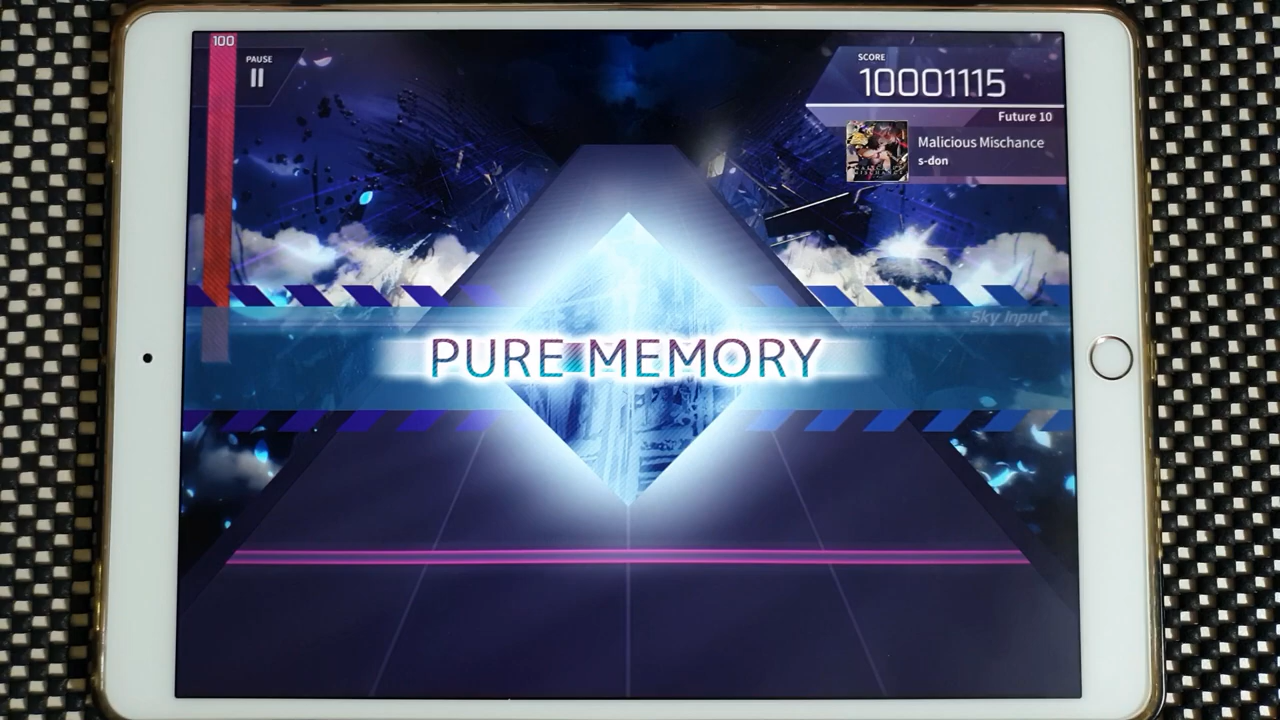 100
PAUSE
SCORE
10001115
Future 10
Malicious Mischance
s-don
Sky Input
PURE MEMORY